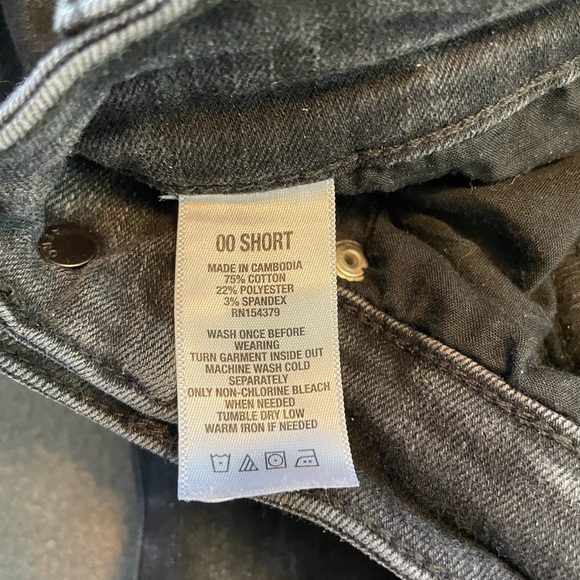 00 SHORT
MADE IN CAMBODIA
75% COTTON
22% POLYESTER
3% SPANDEX
RN154379
WASH ONCE BEFORE
WEARING
TURN GARMENT INSIDE OUT
MACHINE WASH COLD
SEPARATELY
ONLY NON-CHLORINE BLEACH
WHEN NEEDED
TUMBLE DRY LOW
WARM IRON IF NEEDED